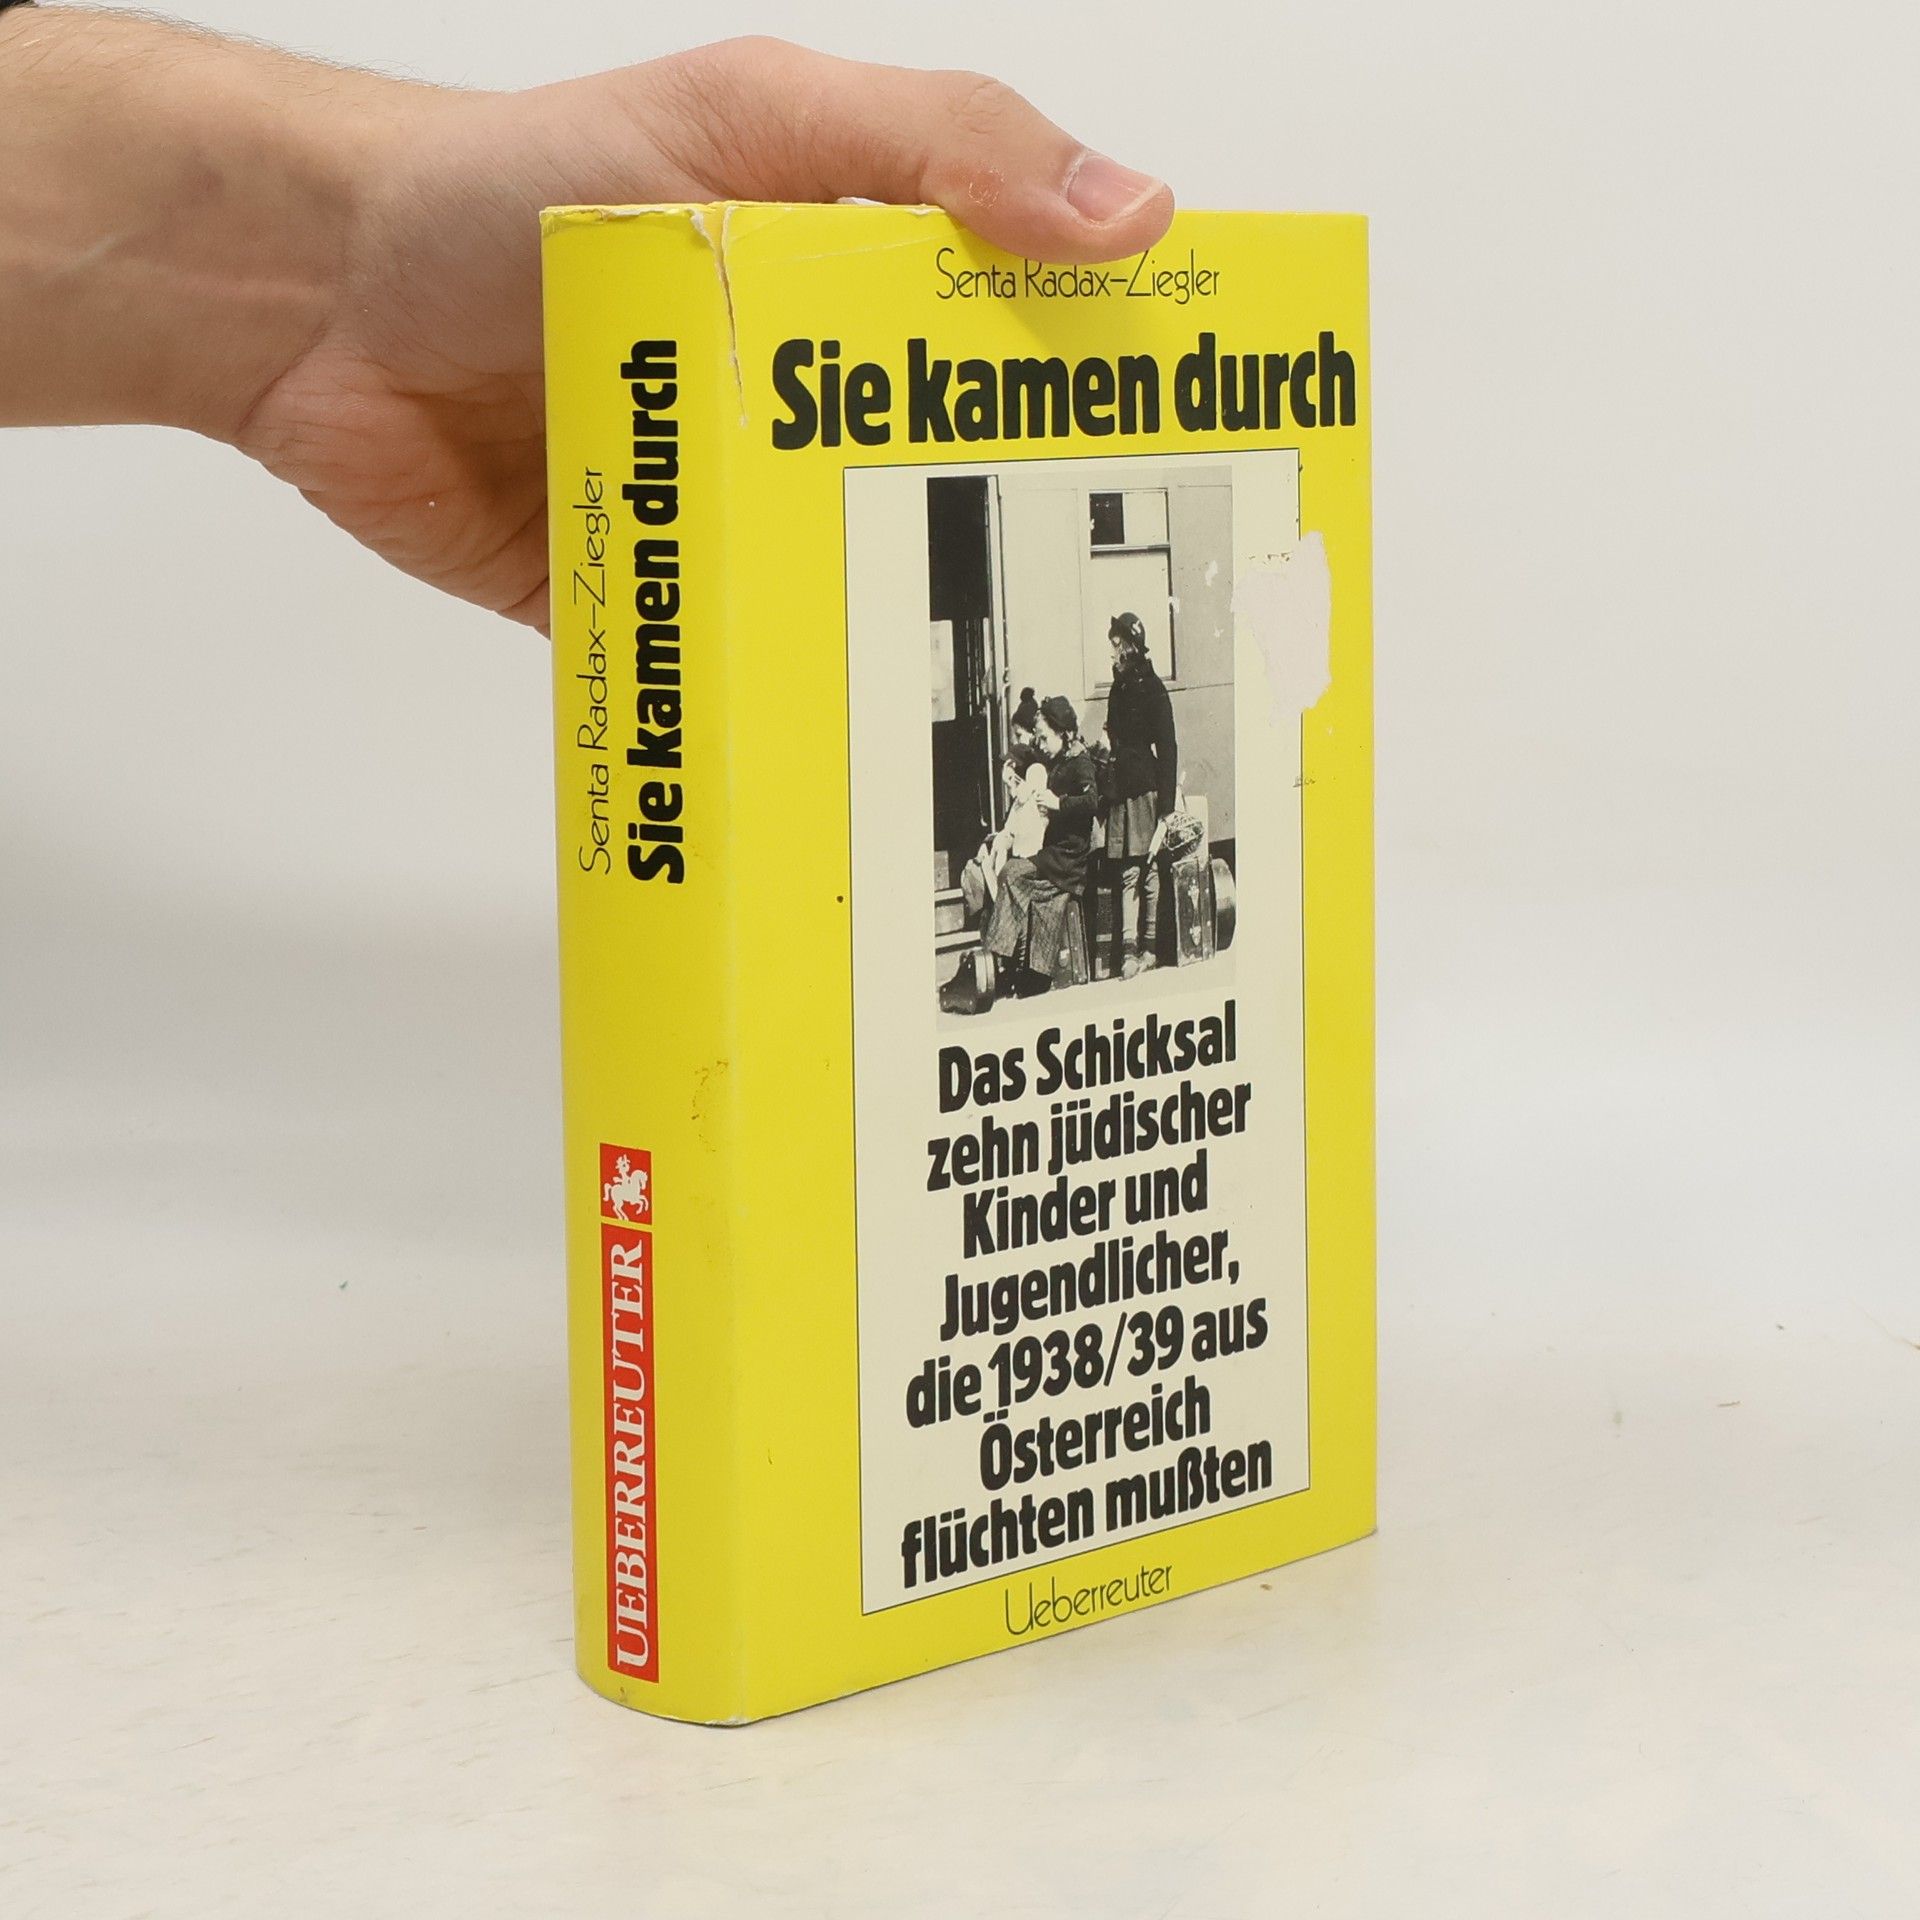 Senta Radax-Ziegler
Sie kamen durch
UEBERREUTER
Senta Radax-Ziegler
Sie kamen durch
Das Schicksal
zehn jüdischer
Kinder und
Jugendlicher,
die 1938/39 aus
Österreich
flüchten mußten
Ueberreuter